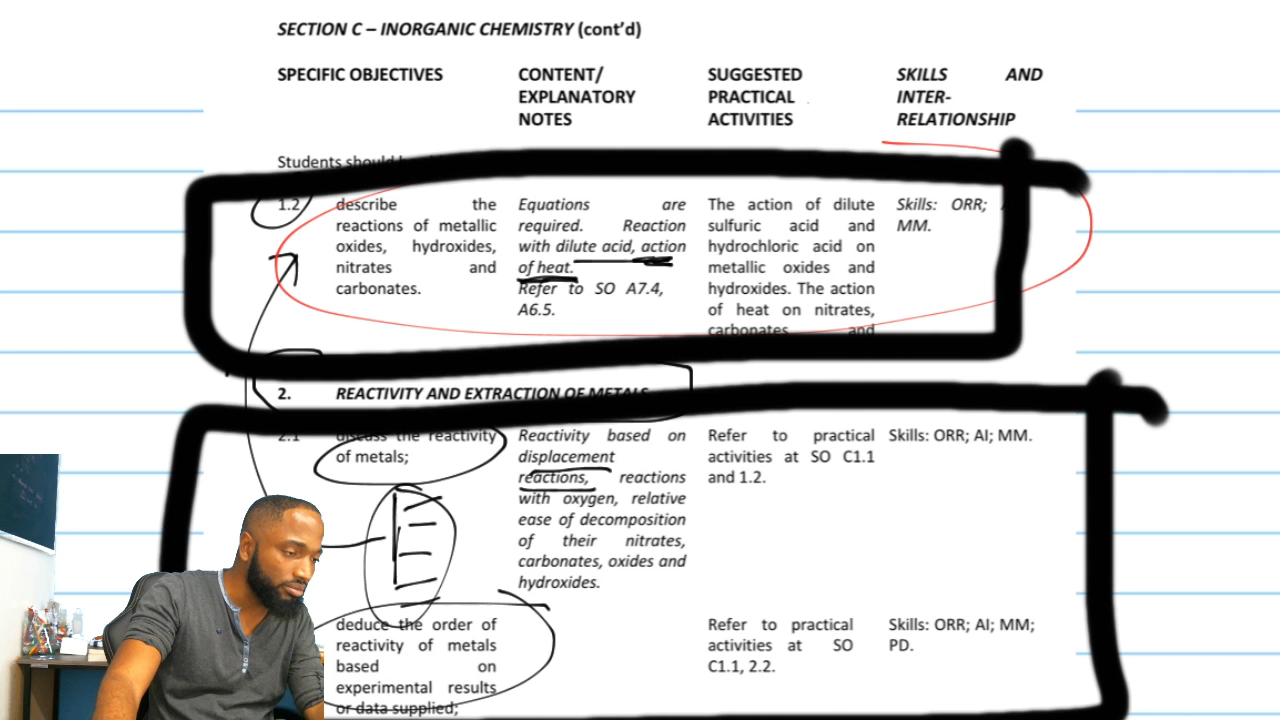 SECTION C – INORGANIC CHEMISTRY (cont'd)
SPECIFIC OBJECTIVES
CONTENT/
EXPLANATORY
NOTES
SUGGESTED
PRACTICAL
ACTIVITIES
SKILLS AND
INTER-
RELATIONSHIP
Students should
1.2
describe the
reactions of metallic
oxides, hydroxides,
nitrates and
carbonates.
Equations are
required. Reaction
with dilute acid, action
of heat.
Refer to SO A7.4,
A6.5.
The action of dilute
sulfuric acid and
hydrochloric acid on
metallic oxides and
hydroxides. The action
of heat on nitrates,
carbonates and
Skills: ORR;
MM.
2. REACTIVITY AND EXTRACTION OF METALS
2.1
discuss the reactivity
of metals;
Reactivity based on
displacement
reactions, reactions
with oxygen, relative
ease of decomposition
of their nitrates,
carbonates, oxides and
hydroxides.
Refer to practical
activities at SO C1.1
and 1.2.
Skills: ORR; AI; MM.
deduce the order of
reactivity of metals
based on
experimental results
or data supplied;
Refer to practical
activities at SO
C1.1, 2.2.
Skills: ORR; AI; MM;
PD.